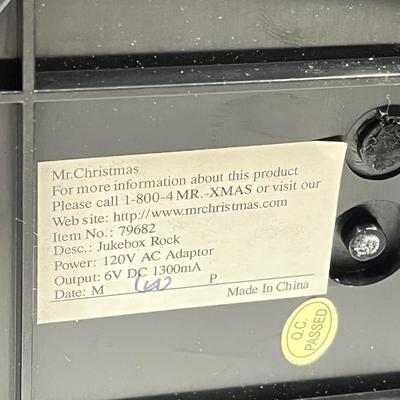 Mr.Christmas
For more information about this product
Please call 1-800-4 MR.-XMAS or visit our
Web site: http://www.mrchristmas.com
Item No.: 79682
Desc.: Jukebox Rock
Power: 120V AC Adaptor
Output: 6V DC 1300mA
Date: M P
Made In China
Q.C.
PASSED